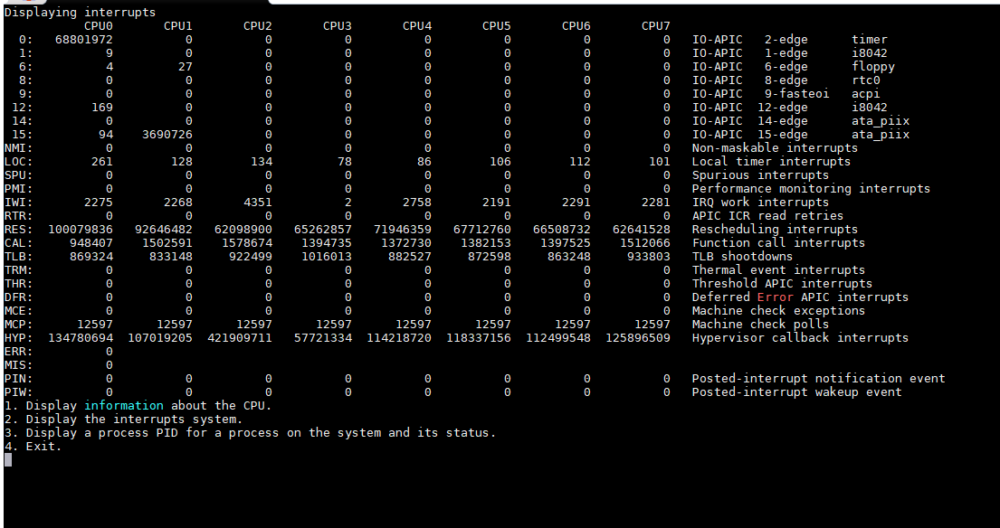 Displaying interrupts
CPU0 CPU1 CPU2 CPU3 CPU4 CPU5 CPU6 CPU7
0: 68801972 0 0 0 0 0 0 0 IO-APIC 2-edge timer
1: 9 0 0 0 0 0 0 0 IO-APIC 1-edge i8042
6: 4 27 0 0 0 0 0 0 IO-APIC 6-edge floppy
8: 0 0 0 0 0 0 0 0 IO-APIC 8-edge rtc0
9: 0 0 0 0 0 0 0 0 IO-APIC 9-fasteoi acpi
12: 169 0 0 0 0 0 0 0 IO-APIC 12-edge i8042
14: 0 0 0 0 0 0 0 0 IO-APIC 14-edge ata_piix
15: 94 3690726 0 0 0 0 0 0 IO-APIC 15-edge ata_piix
NMI: 0 0 0 0 0 0 0 0 Non-maskable interrupts
LOC: 261 128 134 78 86 106 112 101 Local timer interrupts
SPU: 0 0 0 0 0 0 0 0 Spurious interrupts
PMI: 0 0 0 0 0 0 0 0 Performance monitoring interrupts
IWI: 2275 2268 4351 2 2758 2191 2291 2281 IRQ work interrupts
RTR: 0 0 0 0 0 0 0 0 APIC ICR read retries
RES: 100079836 92646482 62098900 65262857 71946359 67712760 66508732 62641528 Rescheduling interrupts
CAL: 948407 1502591 1578674 1394735 1372730 1382153 1397525 1512066 Function call interrupts
TLB: 869324 833148 922499 1016013 882527 872598 863248 933803 TLB shootdowns
TRM: 0 0 0 0 0 0 0 0 Thermal event interrupts
THR: 0 0 0 0 0 0 0 0 Threshold APIC interrupts
DFR: 0 0 0 0 0 0 0 0 Deferred Error APIC interrupts
MCE: 0 0 0 0 0 0 0 0 Machine check exceptions
MCP: 12597 12597 12597 12597 12597 12597 12597 12597 Machine check polls
HYP: 134780694 107019205 421909711 57721334 114218720 118337156 112499548 125896509 Hypervisor callback interrupts
ERR: 0
MIS: 0
PIN: 0 0 0 0 0 0 0 0 Posted-interrupt notification event
PIW: 0 0 0 0 0 0 0 0 Posted-interrupt wakeup event
1. Display information about the CPU.
2. Display the interrupts system.
3. Display a process PID for a process on the system and its status.
4. Exit.